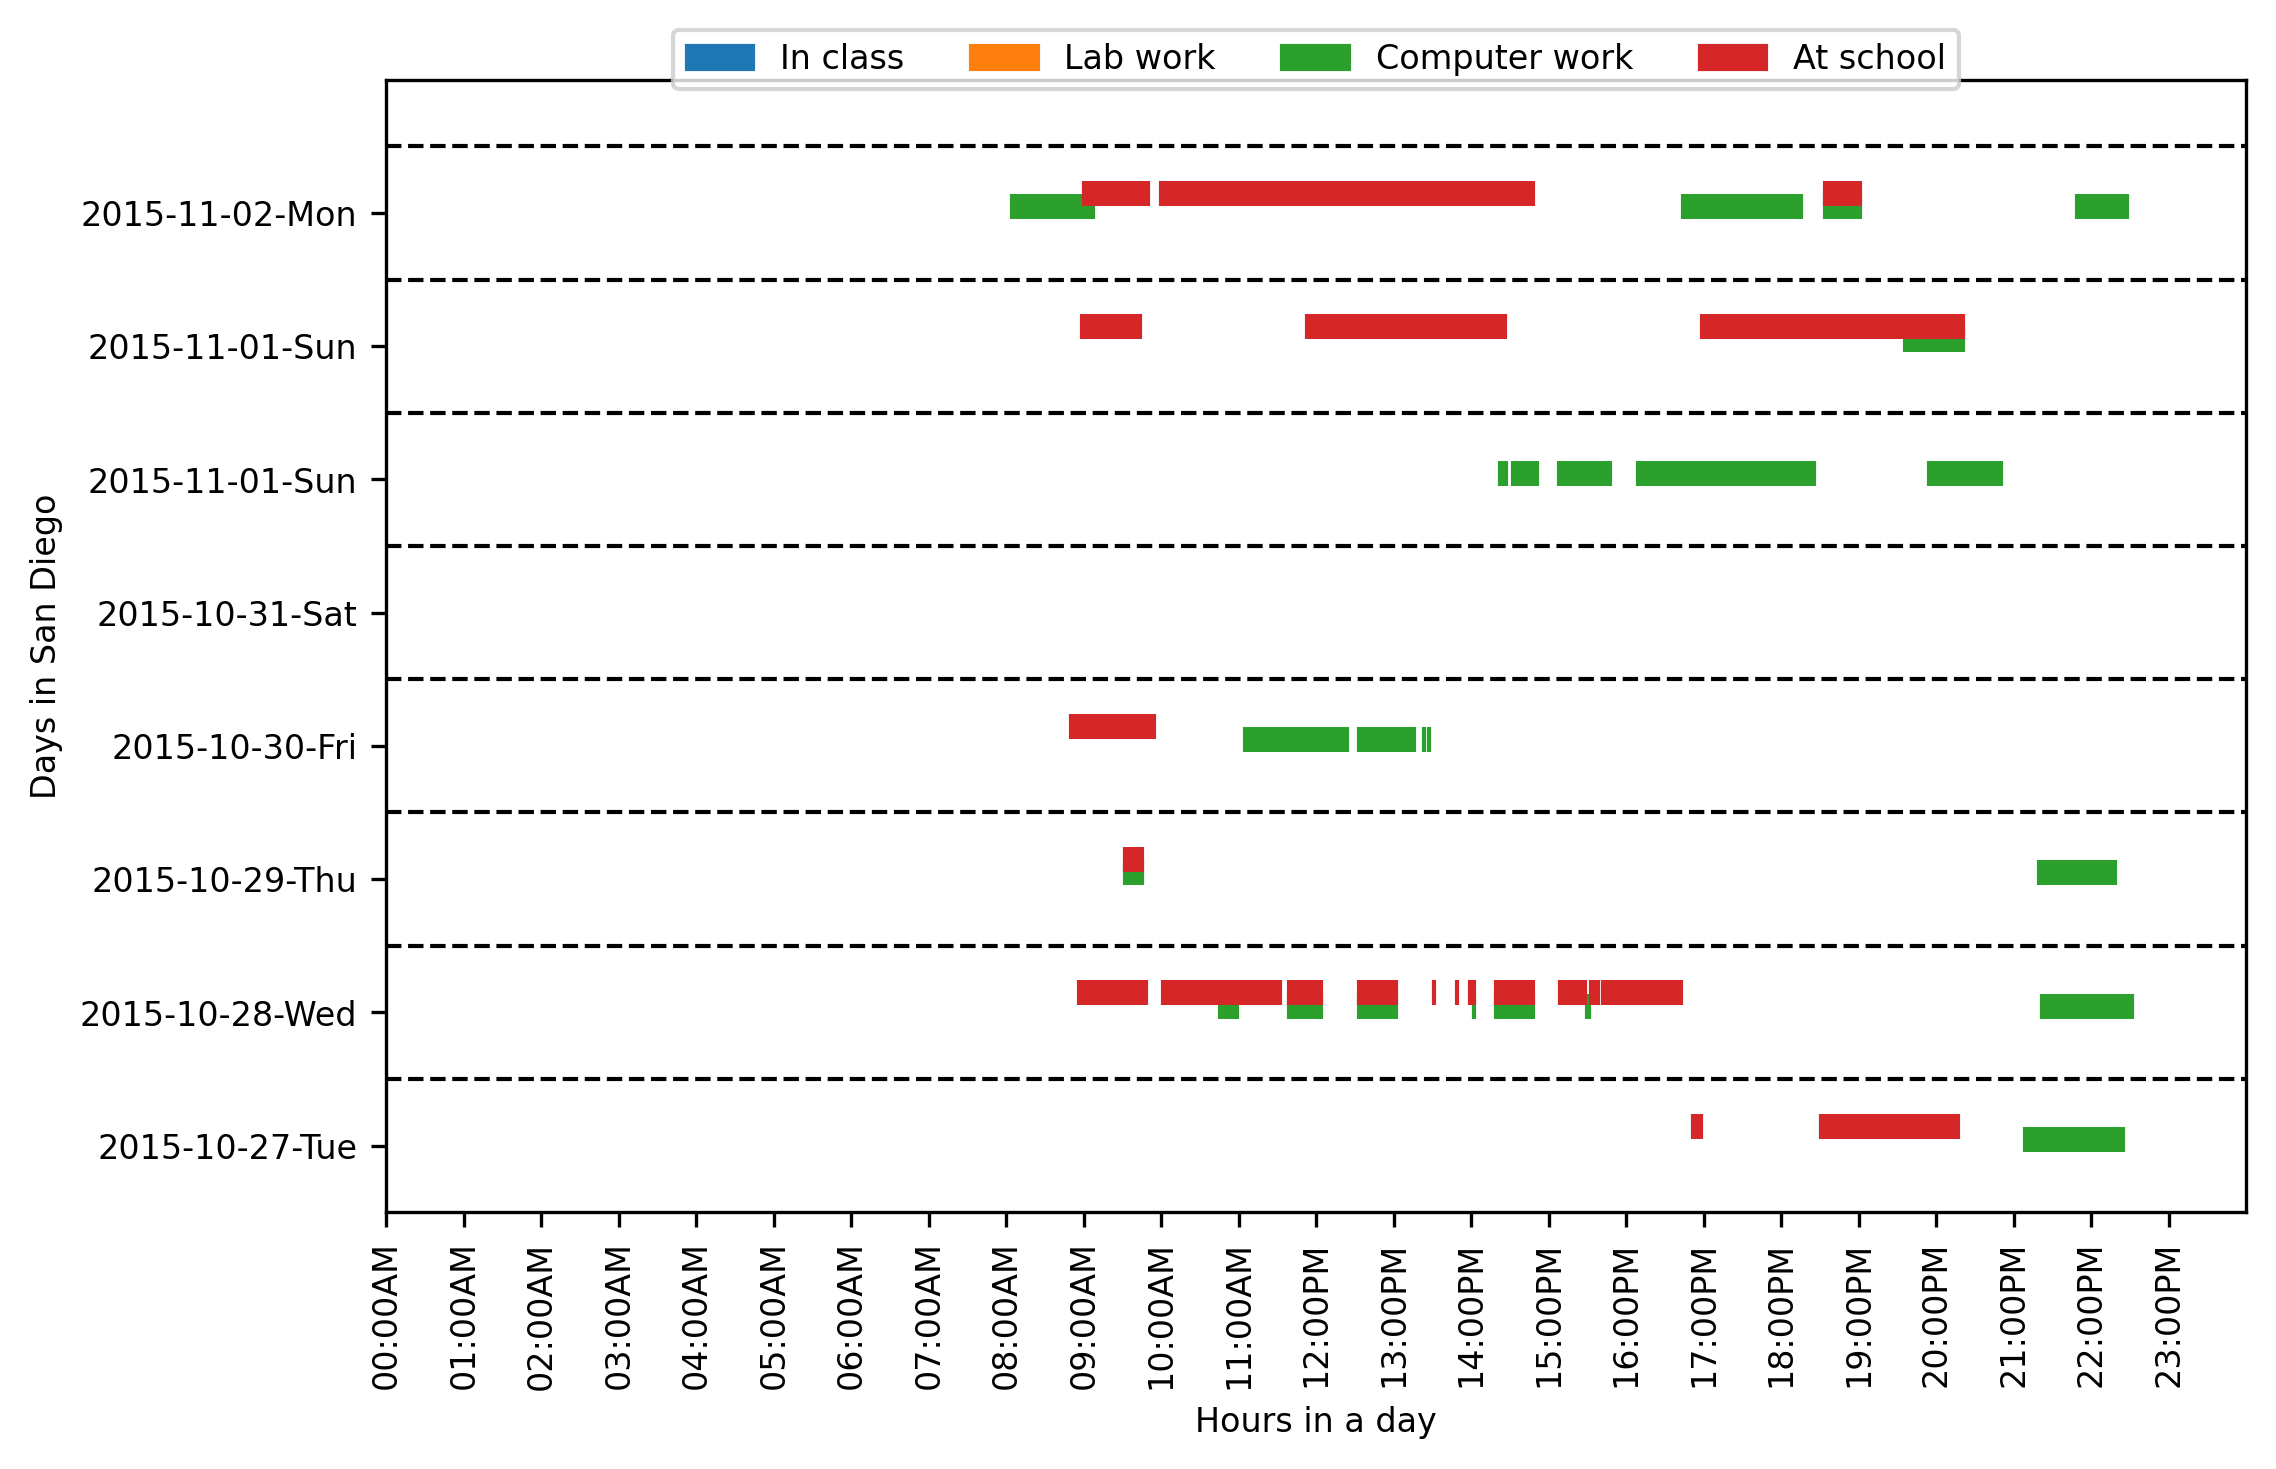 In class Lab work Computer work At school
2015-11-02-Mon
2015-11-01-Sun
2015-11-01-Sun
2015-10-31-Sat
2015-10-30-Fri
2015-10-29-Thu
2015-10-28-Wed
2015-10-27-Tue
Days in San Diego
00:00AM
01:00AM
02:00AM
03:00AM
04:00AM
05:00AM
06:00AM
07:00AM
08:00AM
09:00AM
10:00AM
11:00AM
12:00PM
13:00PM
14:00PM
15:00PM
16:00PM
17:00PM
18:00PM
19:00PM
20:00PM
21:00PM
22:00PM
23:00PM
Hours in a day